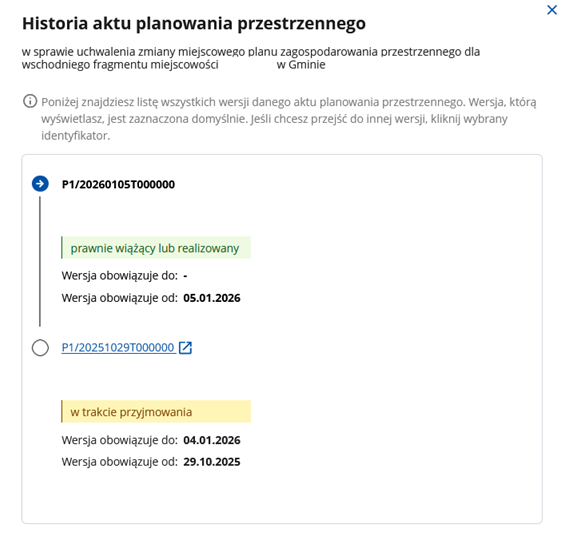 Historia aktu planowania przestrzennego
w sprawie uchwalenia zmiany miejscowego planu zagospodarowania przestrzennego dla
wschodniego fragmentu miejscowości w Gminie
Poniżej znajdziesz listę wszystkich wersji danego aktu planowania przestrzennego. Wersja, którą
wyświetlasz, jest zaznaczona domyślnie. Jeśli chcesz przejść do innej wersji, kliknij wybrany
identyfikator.
P1/20260105T000000
prawnie wiążący lub realizowany
Wersja obowiązuje do: -
Wersja obowiązuje od: 05.01.2026
P1/20251029T000000
w trakcie przyjmowania
Wersja obowiązuje do: 04.01.2026
Wersja obowiązuje od: 29.10.2025